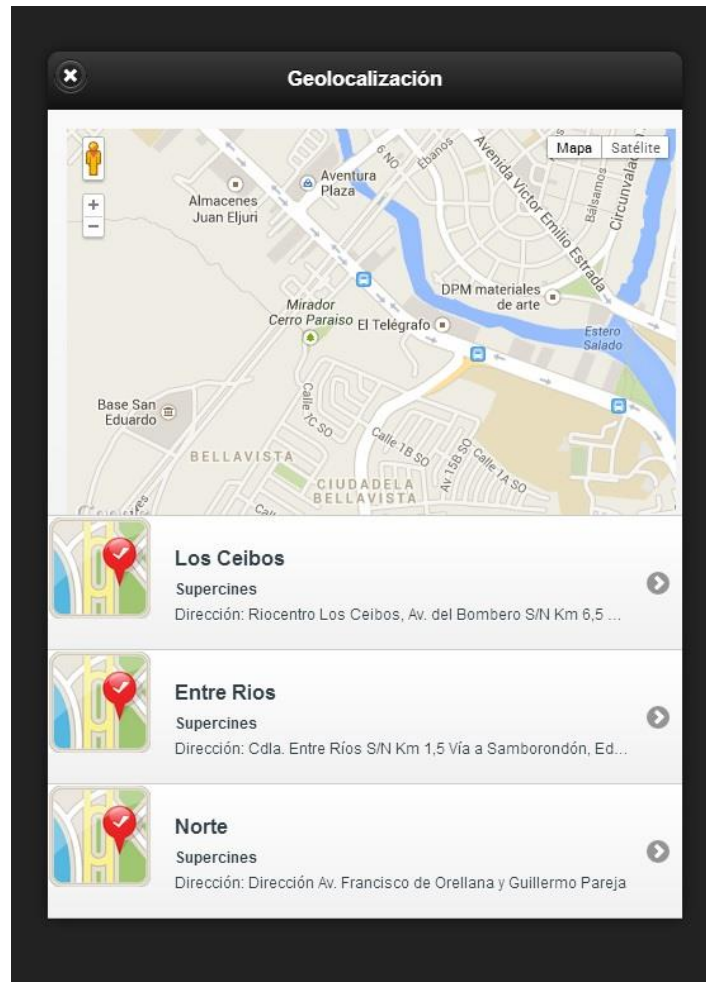 Geolocalización
Mapa
Satélite
6 NO
Ébanos
Avenida Victor Emilio Estrada
Bálsamos
Aventura
Plaza
Almacenes
Juan Eljuri
DPM materiales
de arte
Mirador
Cerro Paraiso
El Telégrafo
Estero
Salado
Base San
Eduardo
Calle 7C SO
Calle 1B SO
Av 15B SO
Calle 1A SO
BELLAVISTA
CIUDADELA
BELLAVISTA
Los Ceibos
Supercines
Dirección: Riocentro Los Ceibos, Av. del Bombero S/N Km 6,5 ...
Entre Rios
Supercines
Dirección: Cdla. Entre Ríos S/N Km 1,5 Vía a Samborondón, Ed...
Norte
Supercines
Dirección: Dirección Av. Francisco de Orellana y Guillermo Pareja